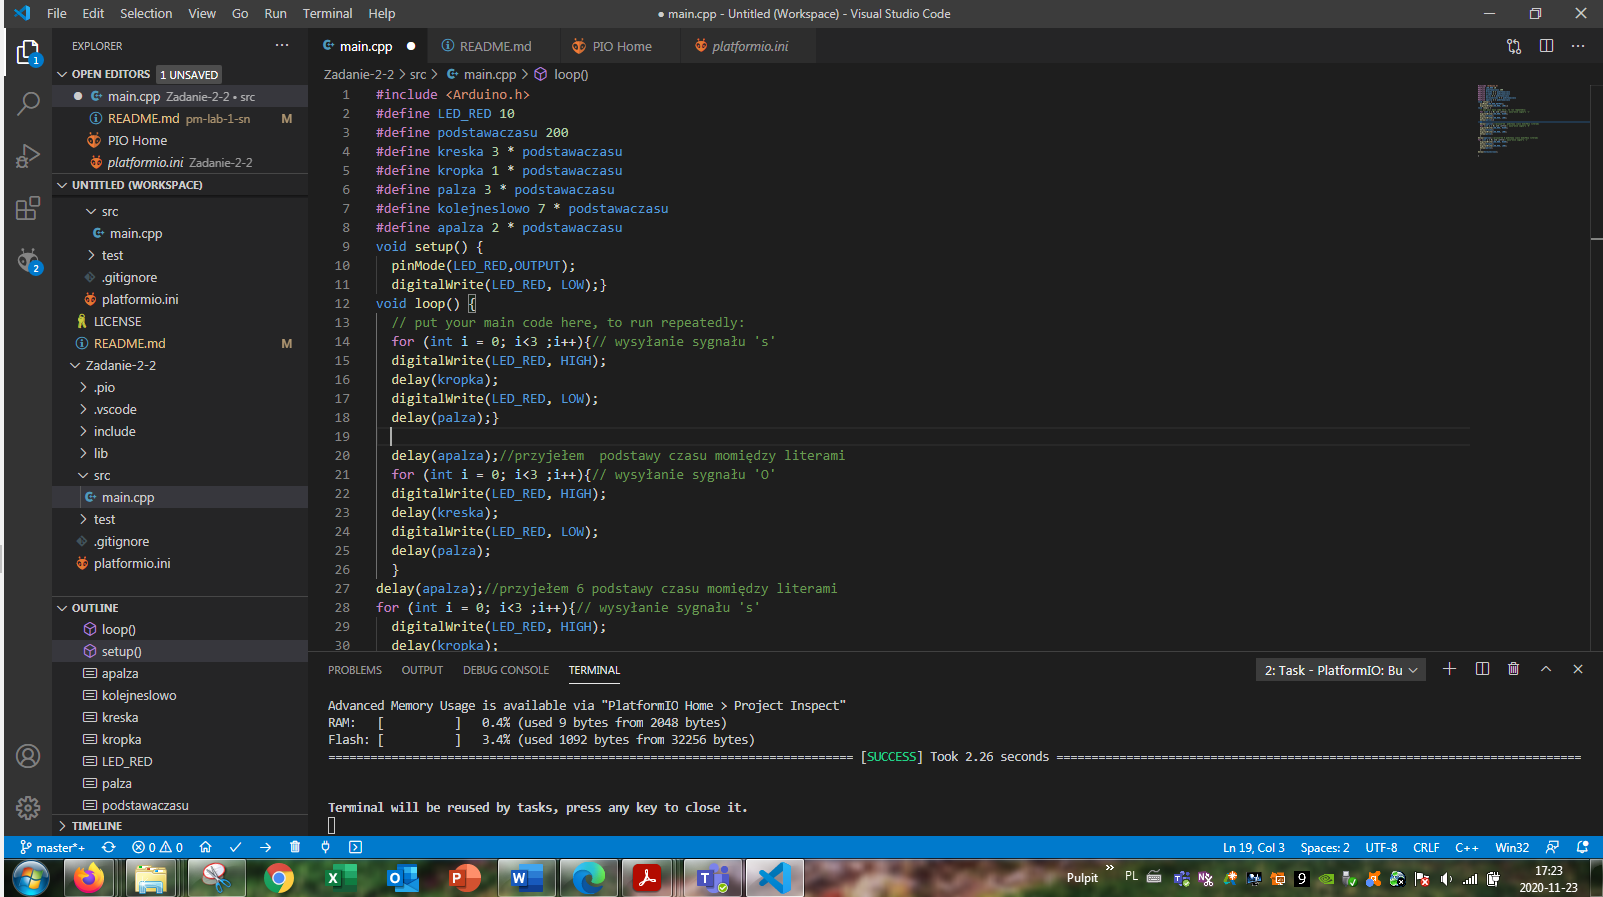 File Edit Selection View Go Run Terminal Help
● main.cpp - Untitled (Workspace) - Visual Studio Code
EXPLORER ···
OPEN EDITORS 1 UNSAVED
main.cpp Zadanie-2-2 • src
README.md pm-lab-1-sn M
PIO Home
platformio.ini Zadanie-2-2
UNTITLED (WORKSPACE)
src
main.cpp
test
.gitignore
platformio.ini
LICENSE
README.md M
Zadanie-2-2
.pio
.vscode
include
lib
src
main.cpp
test
.gitignore
platformio.ini
OUTLINE
loop()
setup()
apalza
kolejneslowo
kreska
kropka
LED_RED
palza
podstawaczasu
TIMELINE
1
2
main.cpp README.md PIO Home platformio.ini
Zadanie-2-2 > src > main.cpp > loop()
1 #include <Arduino.h>
2 #define LED_RED 10
3 #define podstawaczasu 200
4 #define kreska 3 * podstawaczasu
5 #define kropka 1 * podstawaczasu
6 #define palza 3 * podstawaczasu
7 #define kolejneslowo 7 * podstawaczasu
8 #define apalza 2 * podstawaczasu
9 void setup() {
10 pinMode(LED_RED,OUTPUT);
11 digitalWrite(LED_RED, LOW);}
12 void loop() {
13 // put your main code here, to run repeatedly:
14 for (int i = 0; i<3 ;i++){// wysyłanie sygnału 's'
15 digitalWrite(LED_RED, HIGH);
16 delay(kropka);
17 digitalWrite(LED_RED, LOW);
18 delay(palza);}
19
20 delay(apalza);//przyjełem  podstawy czasu momiędzy literami
21 for (int i = 0; i<3 ;i++){// wysyłanie sygnału 'O'
22 digitalWrite(LED_RED, HIGH);
23 delay(kreska);
24 digitalWrite(LED_RED, LOW);
25 delay(palza);
26 }
27 delay(apalza);//przyjełem 6 podstawy czasu momiędzy literami
28 for (int i = 0; i<3 ;i++){// wysyłanie sygnału 's'
29 digitalWrite(LED_RED, HIGH);
30 delay(kropka);
PROBLEMS OUTPUT DEBUG CONSOLE TERMINAL 2: Task - PlatformIO: Bu
Advanced Memory Usage is available via "PlatformIO Home > Project Inspect"
RAM: [          ] 0.4% (used 9 bytes from 2048 bytes)
Flash: [          ] 3.4% (used 1092 bytes from 32256 bytes)
=========================================================================== [SUCCESS] Took 2.26 seconds ===========================================================================
Terminal will be reused by tasks, press any key to close it.
master*+ 0 0 Ln 19, Col 3 Spaces: 2 UTF-8 CRLF C++ Win32
Pulpit » PL 9 17:23
2020-11-23